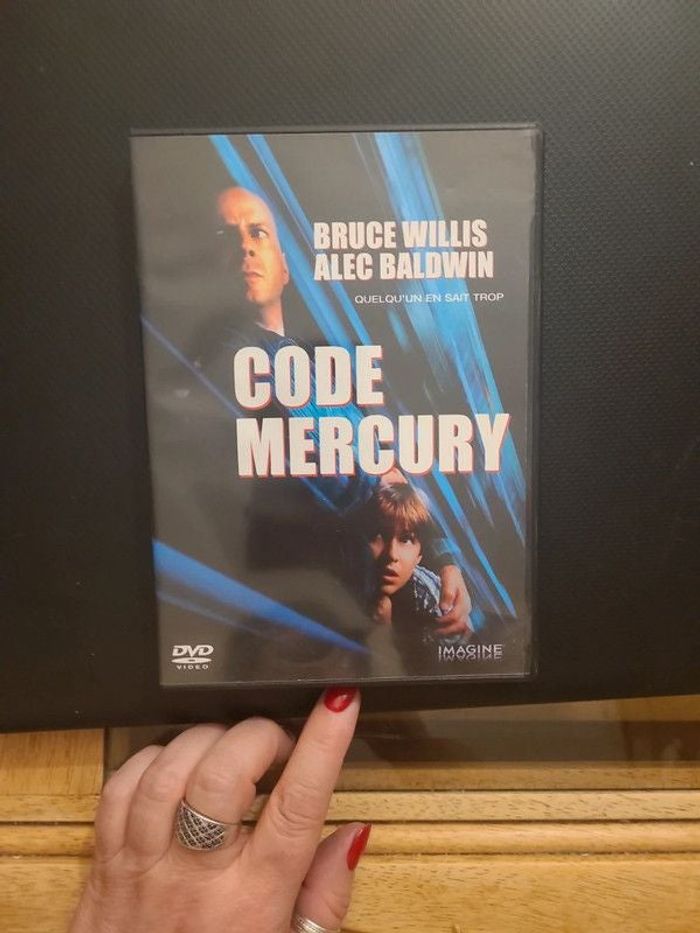 BRUCE WILLIS
ALEC BALDWIN
QUELQU'UN EN SAIT TROP
CODE
MERCURY
DVD
VIDEO
IMAGINE